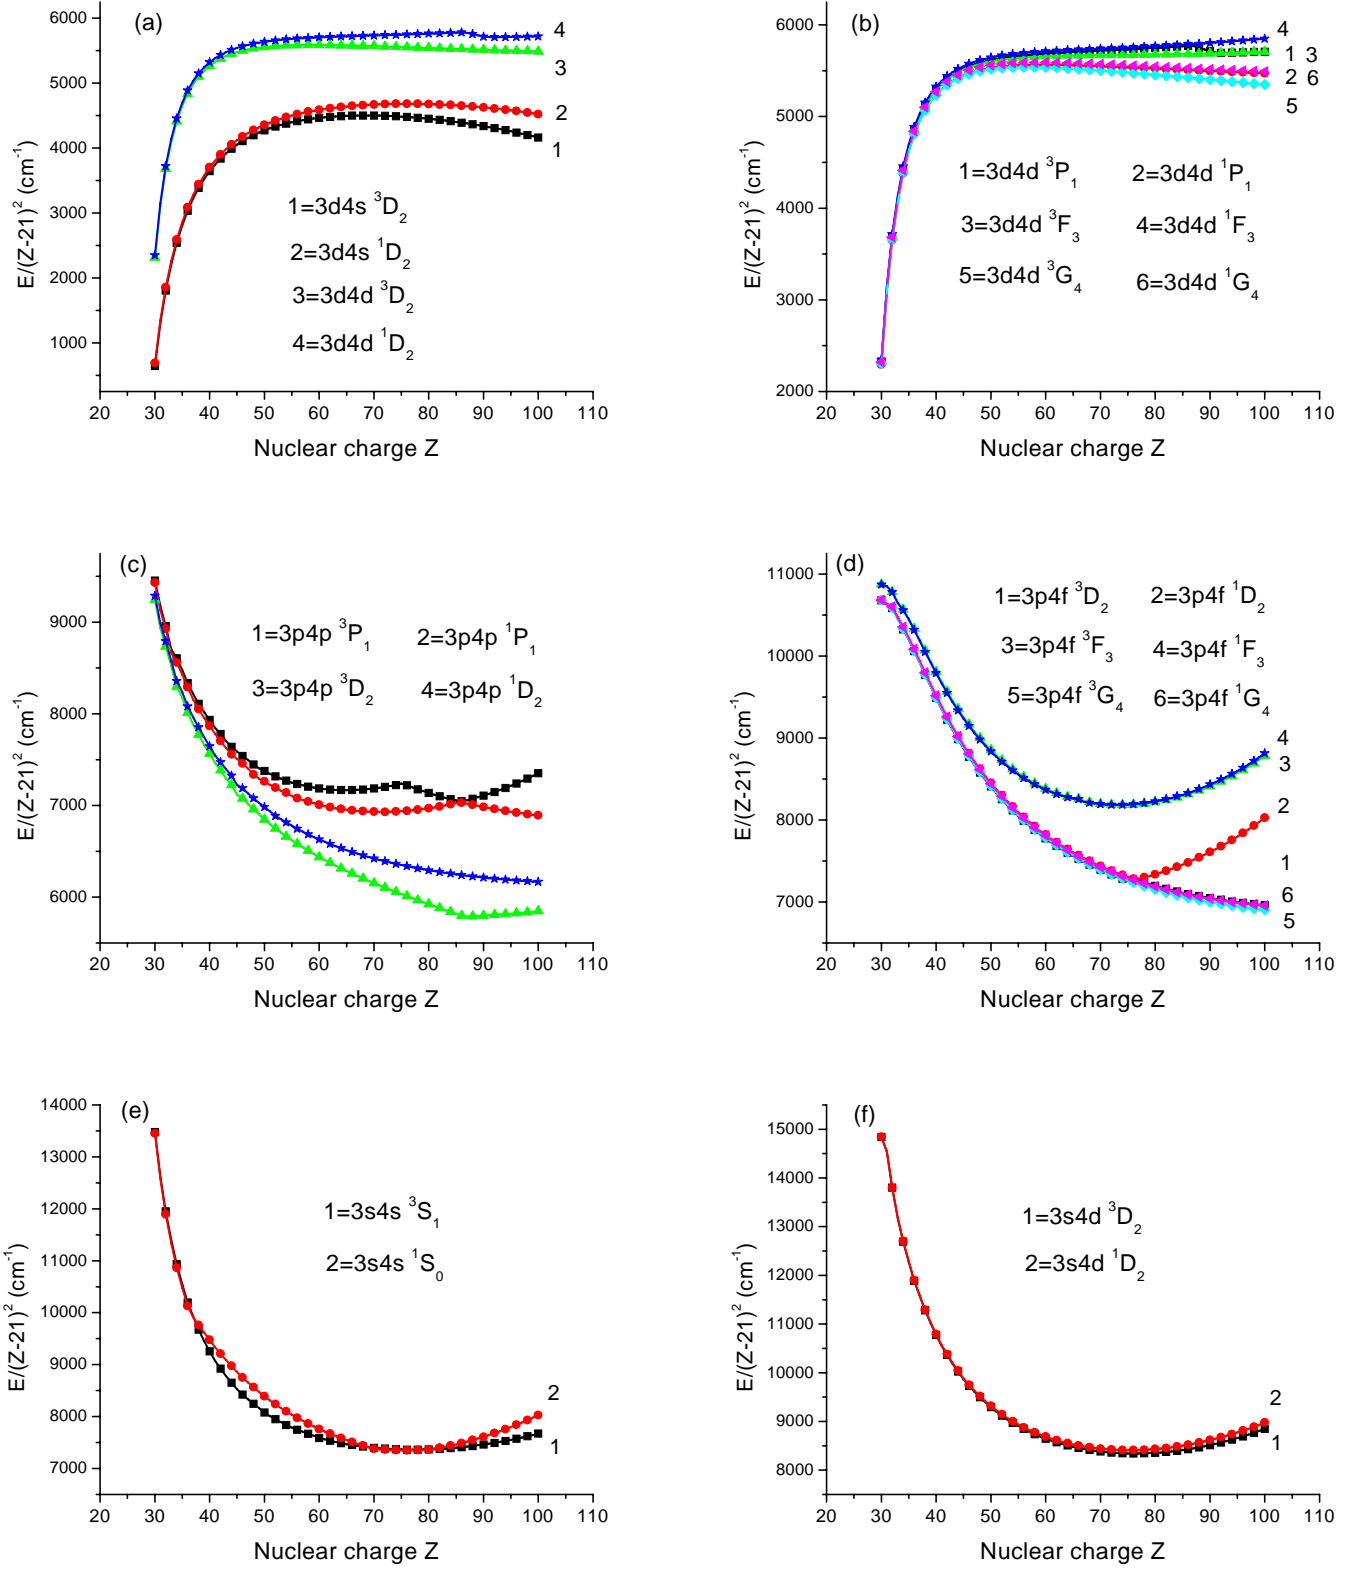 (a)
6000
5000
4000
3000
2000
1000
E/(Z-21)² (cm⁻¹)
4
3
2
1
1=3d4s ³D₂
2=3d4s ¹D₂
3=3d4d ³D₂
4=3d4d ¹D₂
20 30 40 50 60 70 80 90 100 110
Nuclear charge Z
(b)
6000
5000
4000
3000
2000
E/(Z-21)² (cm⁻¹)
4
1 3
2 6
5
1=3d4d ³P₁ 2=3d4d ¹P₁
3=3d4d ³F₃ 4=3d4d ¹F₃
5=3d4d ³G₄ 6=3d4d ¹G₄
20 30 40 50 60 70 80 90 100 110
Nuclear charge Z
(c)
9000
8000
7000
6000
E/(Z-21)² (cm⁻¹)
1=3p4p ³P₁ 2=3p4p ¹P₁
3=3p4p ³D₂ 4=3p4p ¹D₂
20 30 40 50 60 70 80 90 100 110
Nuclear charge Z
(d)
11000
10000
9000
8000
7000
E/(Z-21)² (cm⁻¹)
1=3p4f ³D₂ 2=3p4f ¹D₂
3=3p4f ³F₃ 4=3p4f ¹F₃
5=3p4f ³G₄ 6=3p4f ¹G₄
4
3
2
1
6
5
20 30 40 50 60 70 80 90 100 110
Nuclear charge Z
(e)
14000
13000
12000
11000
10000
9000
8000
7000
E/(Z-21)² (cm⁻¹)
1=3s4s ³S₁
2=3s4s ¹S₀
2
1
20 30 40 50 60 70 80 90 100 110
Nuclear charge Z
(f)
15000
14000
13000
12000
11000
10000
9000
8000
E/(Z-21)² (cm⁻¹)
1=3s4d ³D₂
2=3s4d ¹D₂
2
1
20 30 40 50 60 70 80 90 100 110
Nuclear charge Z